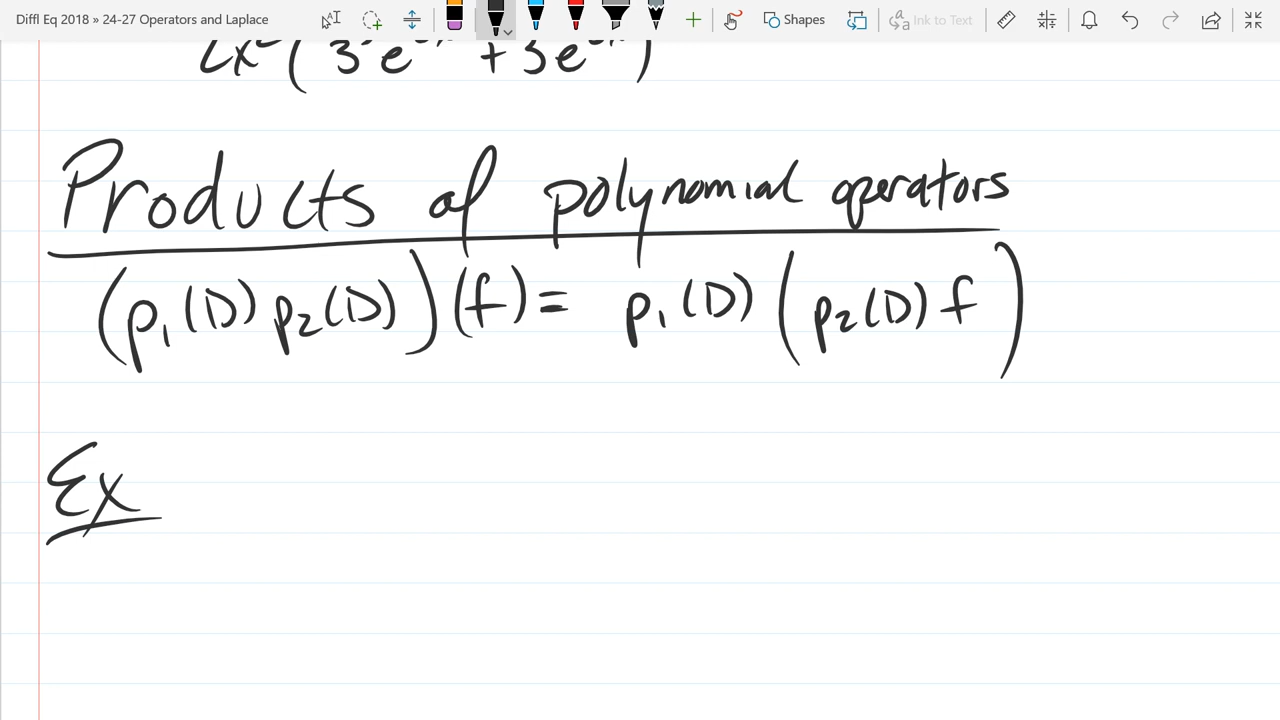 Diffl Eq 2018 » 24-27 Operators and Laplace
Shapes
Ink to Text
Products of polynomial operators
(p₁(D) p₂(D))(f) = p₁(D) (p₂(D) f)
Ex